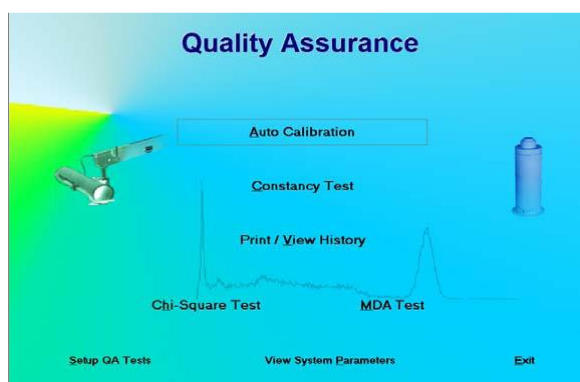 Quality Assurance
Auto Calibration
Constancy Test
Print / View History
Chi-Square Test MDA Test
Setup QA Tests View System Parameters Exit